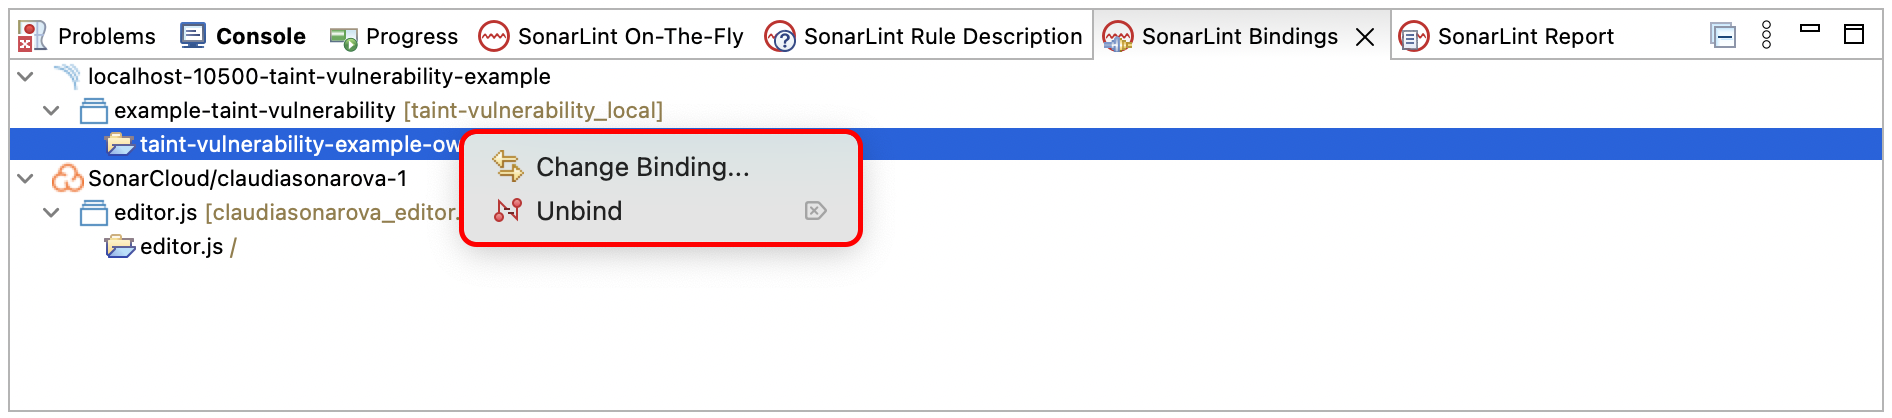 Problems Console Progress SonarLint On-The-Fly SonarLint Rule Description SonarLint Bindings SonarLint Report
localhost-10500-taint-vulnerability-example
example-taint-vulnerability [taint-vulnerability_local]
taint-vulnerability-example-ow
Change Binding...
SonarCloud/claudiasonarova-1
Unbind
editor.js [claudiasonarova_editor.
editor.js /